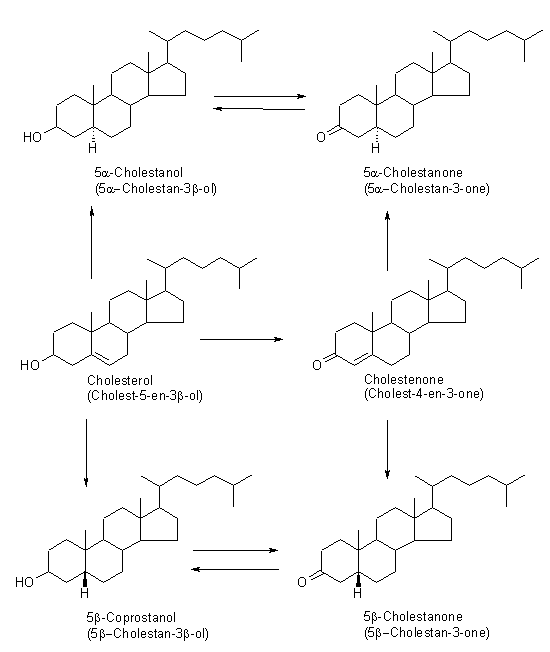 HO
H
O
H
5α-Cholestanol
(5α–Cholestan-3β-ol)
5α-Cholestanone
(5α–Cholestan-3-one)
HO
O
Cholesterol
(Cholest-5-en-3β-ol)
Cholestenone
(Cholest-4-en-3-one)
HO
H
O
H
5β-Coprostanol
(5β–Cholestan-3β-ol)
5β-Cholestanone
(5β–Cholestan-3-one)